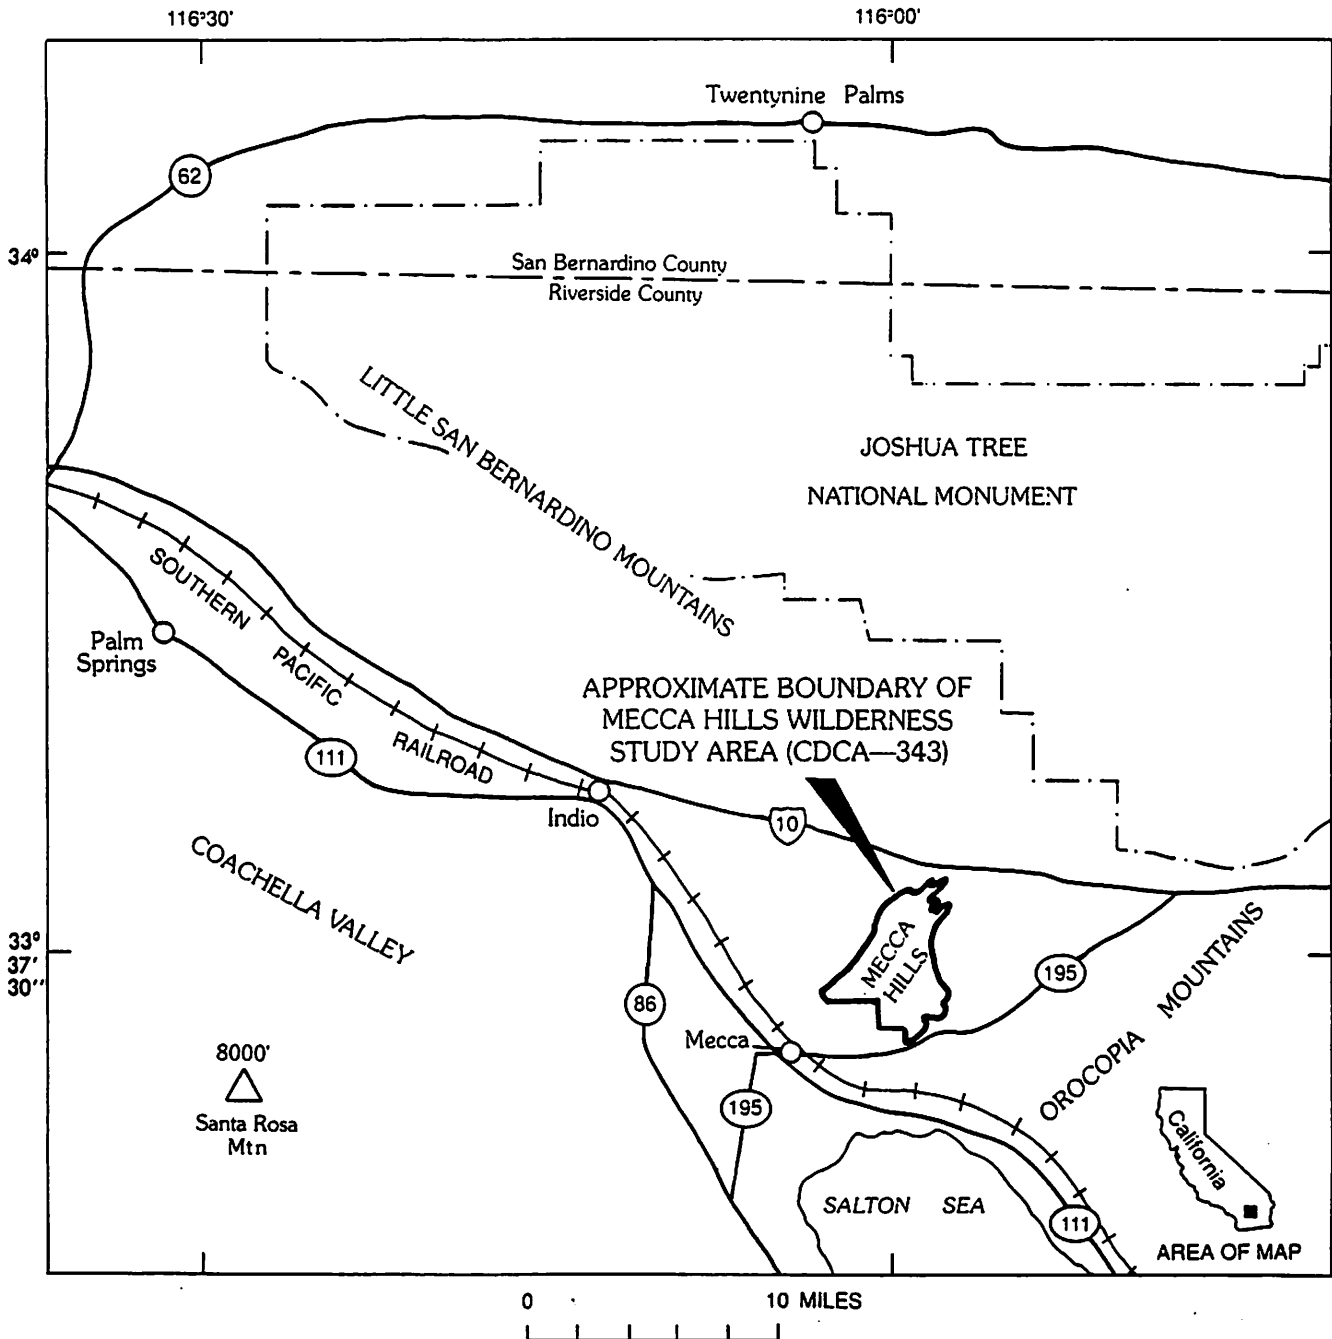 116°30'
116°00'
Twentynine Palms
62
34°
San Bernardino County
Riverside County
LITTLE SAN BERNARDINO MOUNTAINS
JOSHUA TREE
NATIONAL MONUMENT
SOUTHERN
PACIFIC
RAILROAD
Palm
Springs
111
APPROXIMATE BOUNDARY OF
MECCA HILLS WILDERNESS
STUDY AREA (CDCA—343)
Indio
10
COACHELLA VALLEY
33°
37'
30"
MECCA
HILLS
195
86
Mecca
OROCOPIA MOUNTAINS
8000'
Santa Rosa
Mtn
195
SALTON SEA
111
California
AREA OF MAP
0 10 MILES